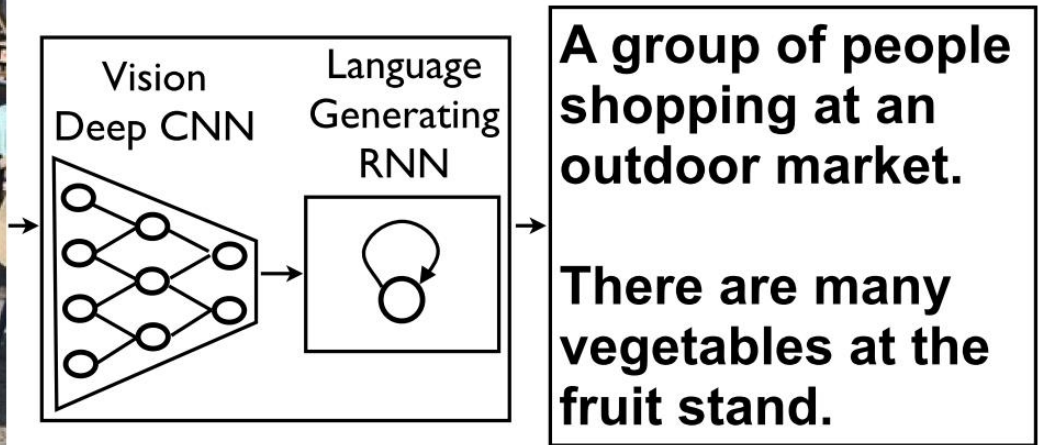 Vision
Deep CNN
Language
Generating
RNN
A group of people
shopping at an
outdoor market.
There are many
vegetables at the
fruit stand.